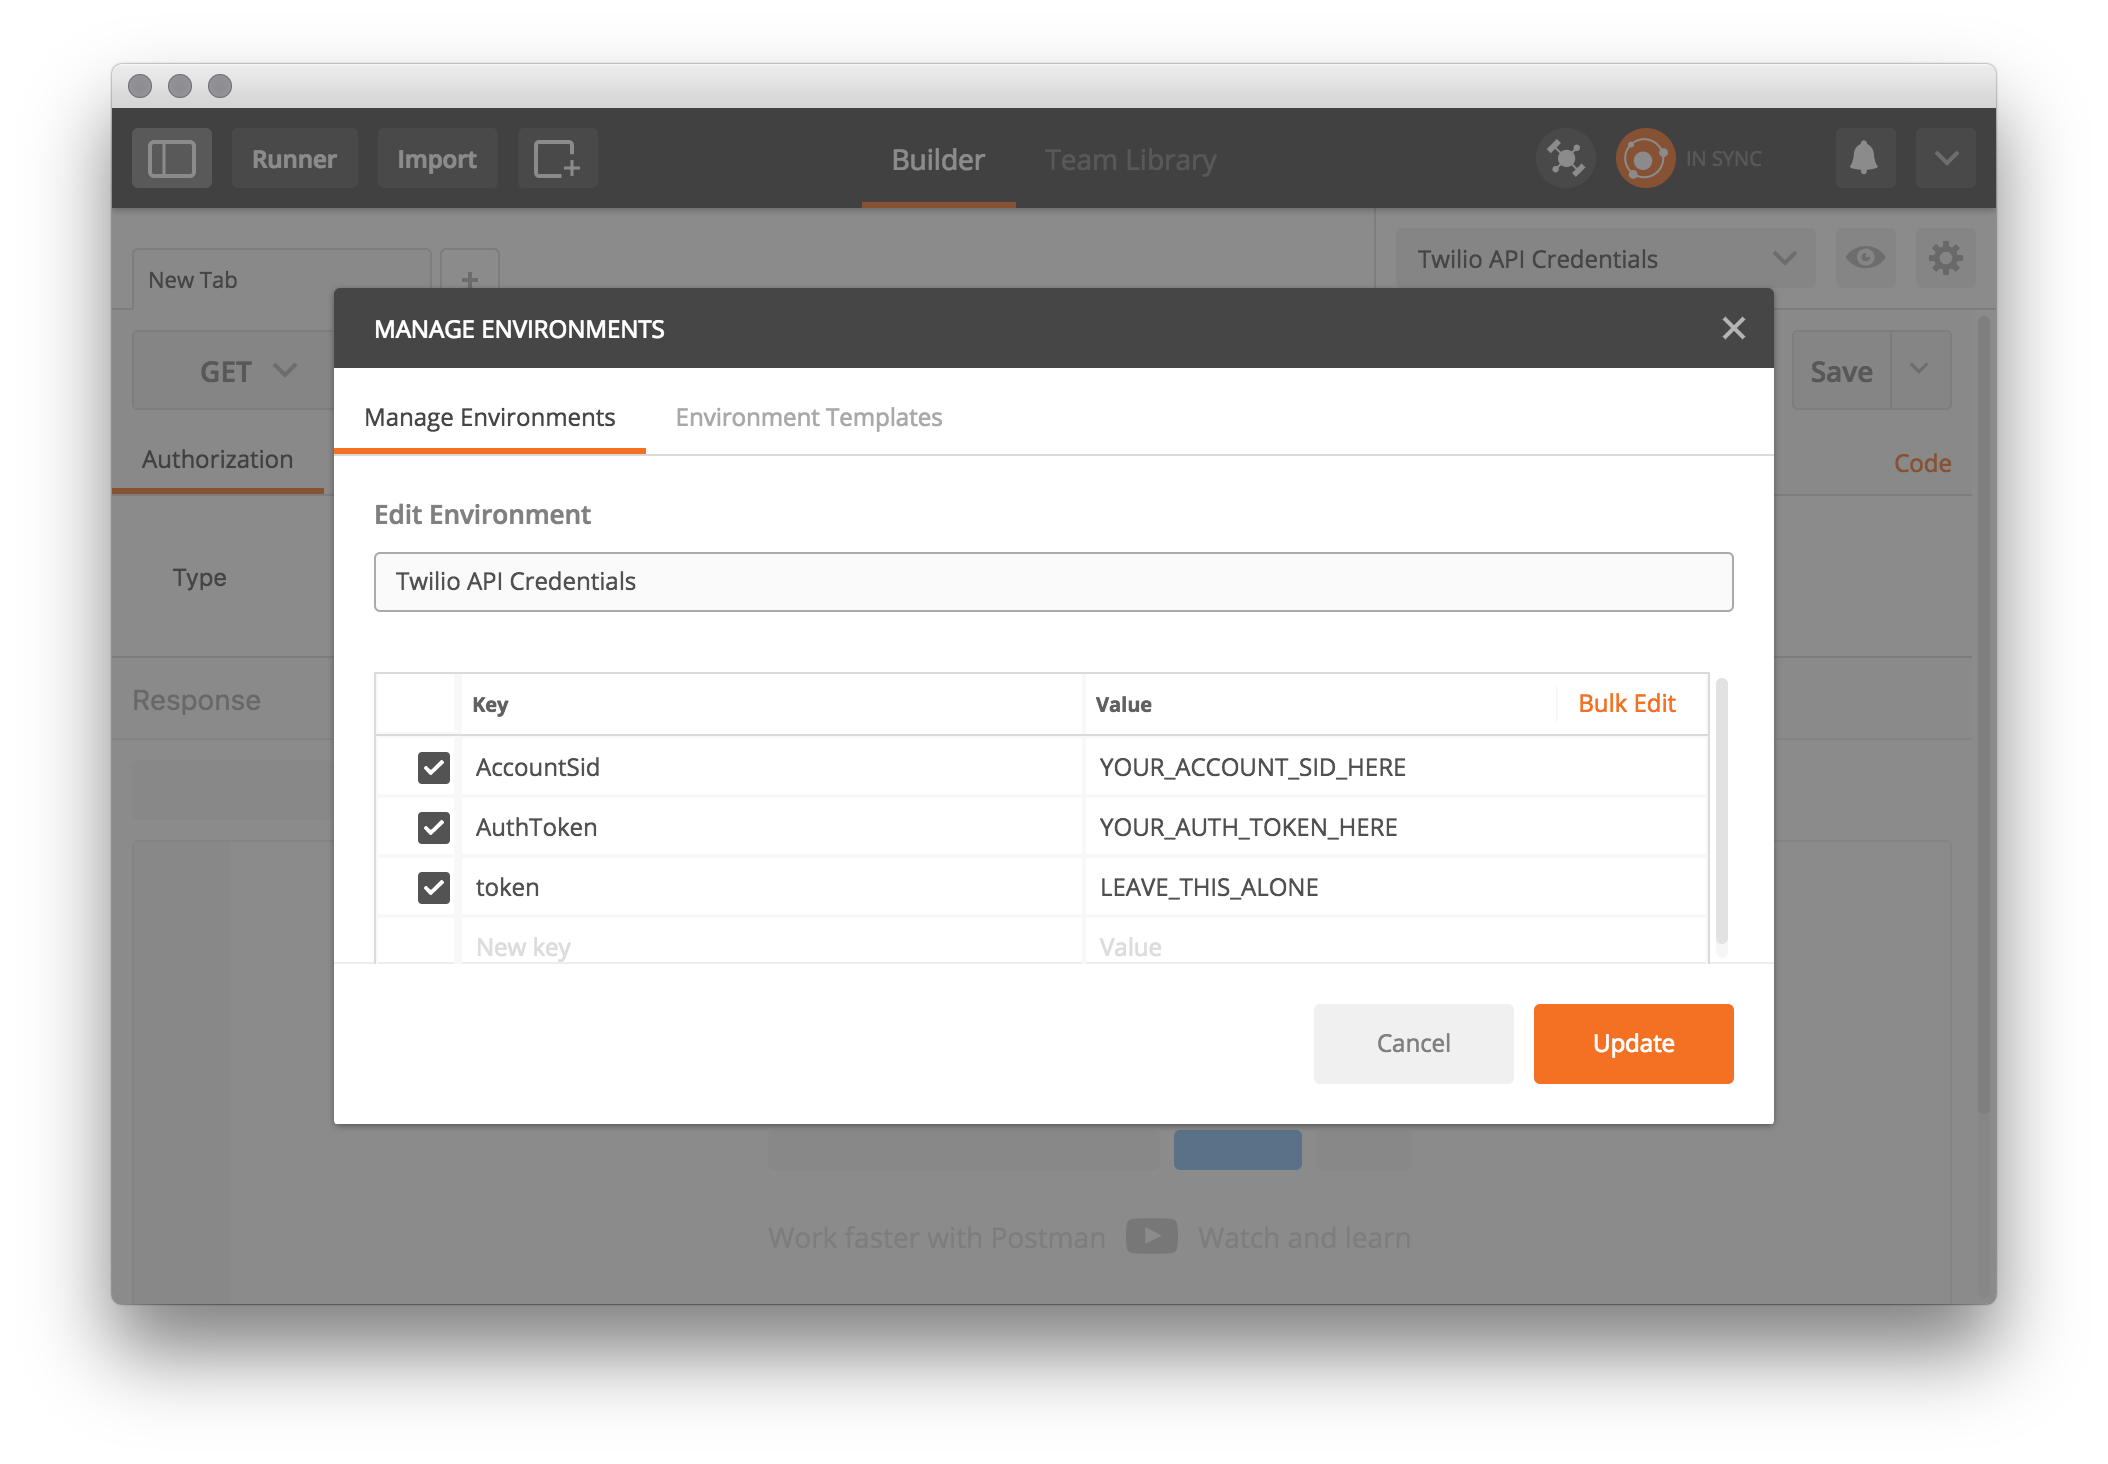 Runner Import Builder Team Library IN SYNC
New Tab + Twilio API Credentials
MANAGE ENVIRONMENTS
GET Save
Manage Environments Environment Templates
Authorization Code
Edit Environment
Type Twilio API Credentials
Response Key Value Bulk Edit
AccountSid YOUR_ACCOUNT_SID_HERE
AuthToken YOUR_AUTH_TOKEN_HERE
token LEAVE_THIS_ALONE
New key Value
Cancel Update
Work faster with Postman Watch and learn